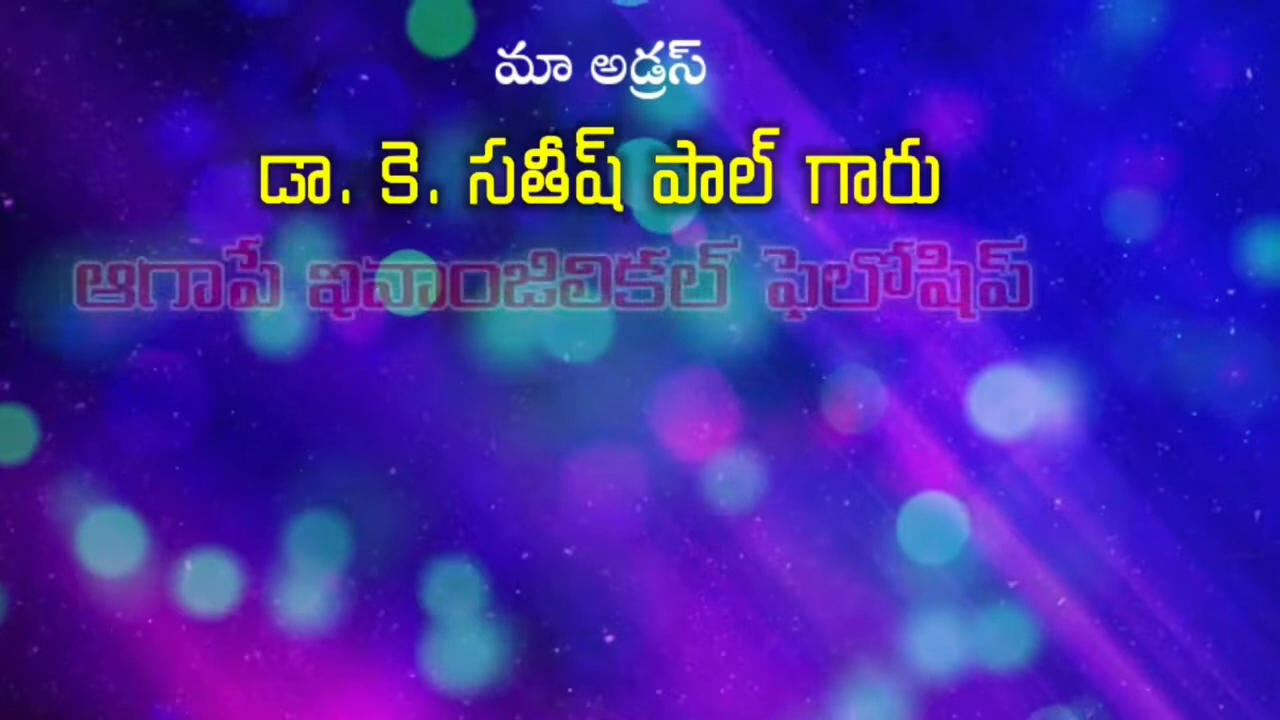 మా అడ్రస్
డా. కె. సతీష్ పాల్ గారు
ఆగాపే ఇవాంజిలికల్ ఫెలోషిప్